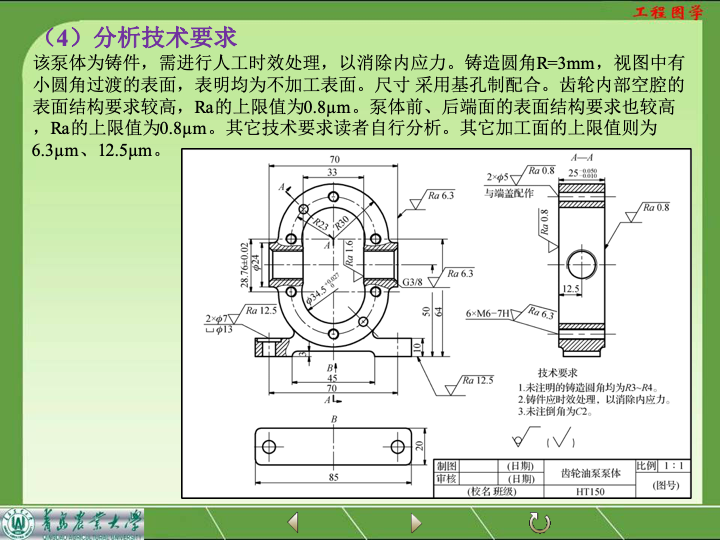 工程图学
（4）分析技术要求
该泵体为铸件，需进行人工时效处理，以消除内应力。铸造圆角R=3mm，视图中有
小圆角过渡的表面，表明均为不加工表面。尺寸 采用基孔制配合。齿轮内部空腔的
表面结构要求较高，Ra的上限值为0.8μm。泵体前、后端面的表面结构要求也较高
，Ra的上限值为0.8μm。其它技术要求读者自行分析。其它加工面的上限值则为
6.3μm、12.5μm。
70
33
A
Ra 6.3
R23
R30
A
28.76±0.02
φ24
Ra 1.6
φ34.5 +0.027 0
G3/8
Ra 6.3
50
64
Ra 12.5
2×φ7
⌴φ13
3
10
B
45
70
A
Ra 12.5
B
20
85
A—A
2×φ5
Ra 0.8
与端盖配作
25 -0.050 -0.010
Ra 0.8
Ra 0.8
12.5
6×M6-7H
Ra 6.3
技术要求
1.未注明的铸造圆角均为R3~R4。
2.铸件应时效处理，以消除内应力。
3.未注倒角为C2。
(√)
制图
(日期)
齿轮油泵泵体
比例
1：1
审核
(日期)
(图号)
(校名 班级)
HT150
青岛农业大学